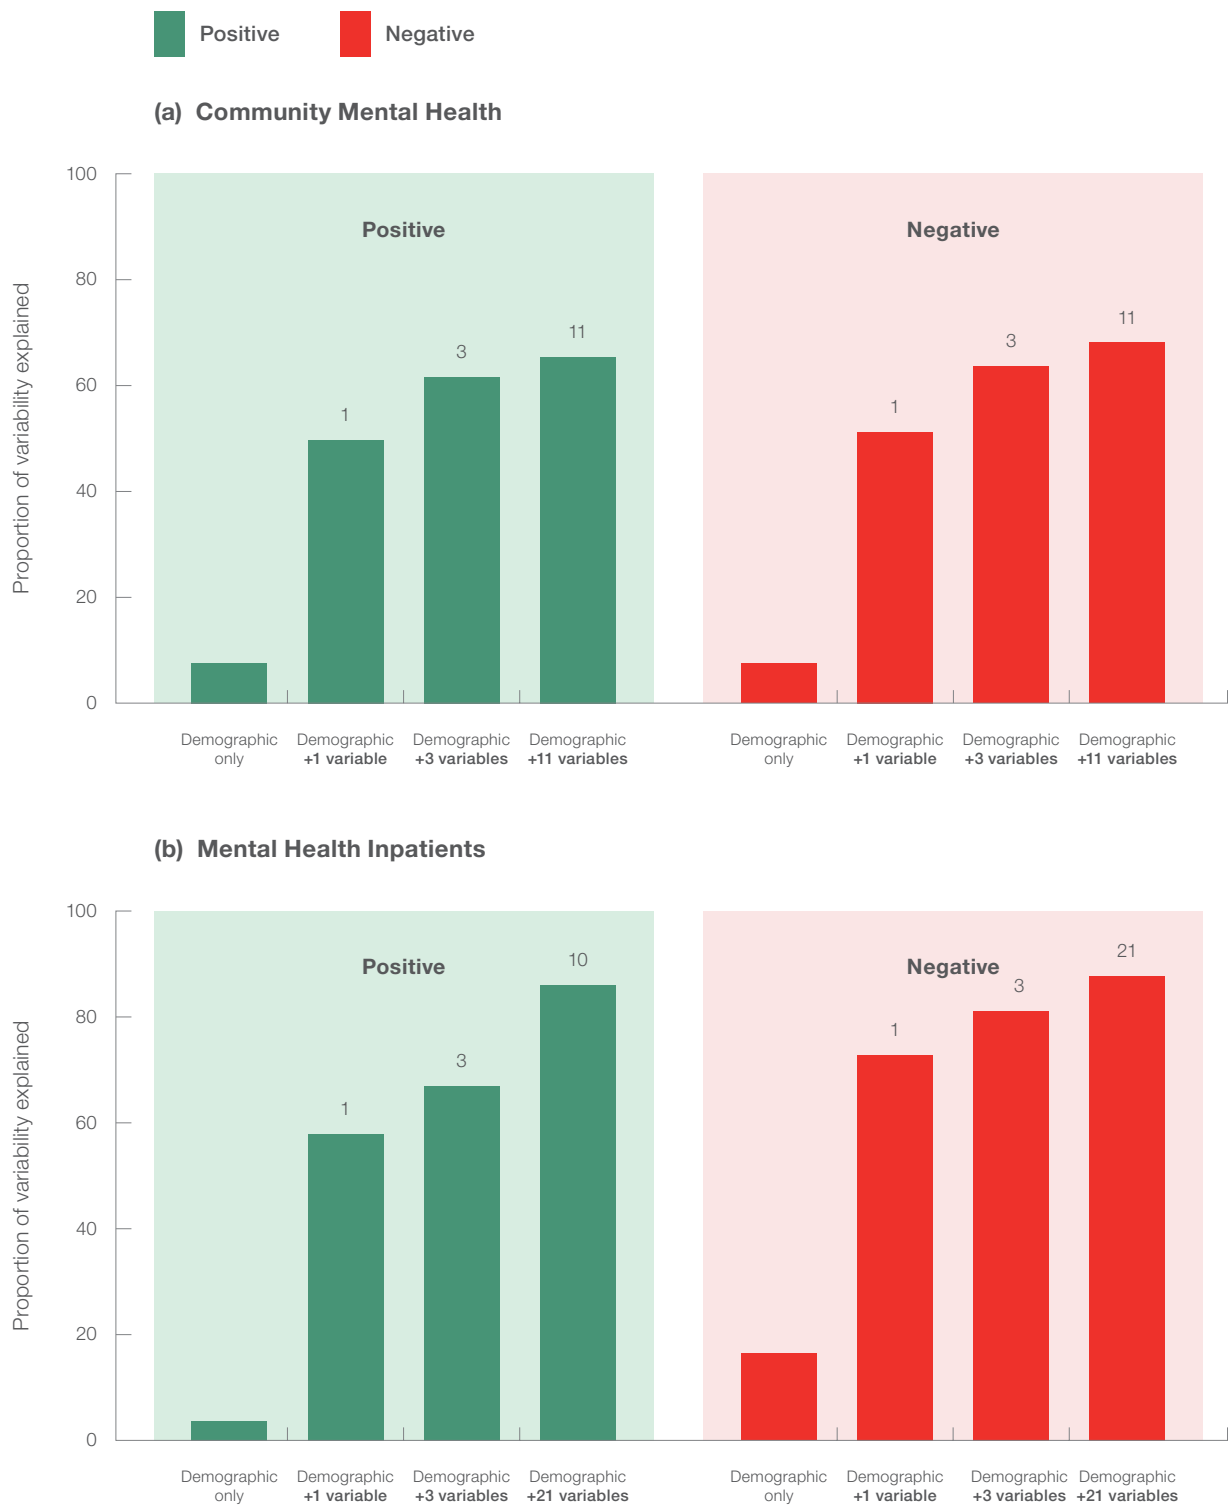 Positive Negative
(a) Community Mental Health
Proportion of variability explained
100
80
60
40
20
0
Positive
1
3
11
Demographic only
Demographic +1 variable
Demographic +3 variables
Demographic +11 variables
Negative
1
3
11
Demographic only
Demographic +1 variable
Demographic +3 variables
Demographic +11 variables
(b) Mental Health Inpatients
Proportion of variability explained
100
80
60
40
20
0
Positive
1
3
10
Demographic only
Demographic +1 variable
Demographic +3 variables
Demographic +21 variables
Negative
1
3
21
Demographic only
Demographic +1 variable
Demographic +3 variables
Demographic +21 variables